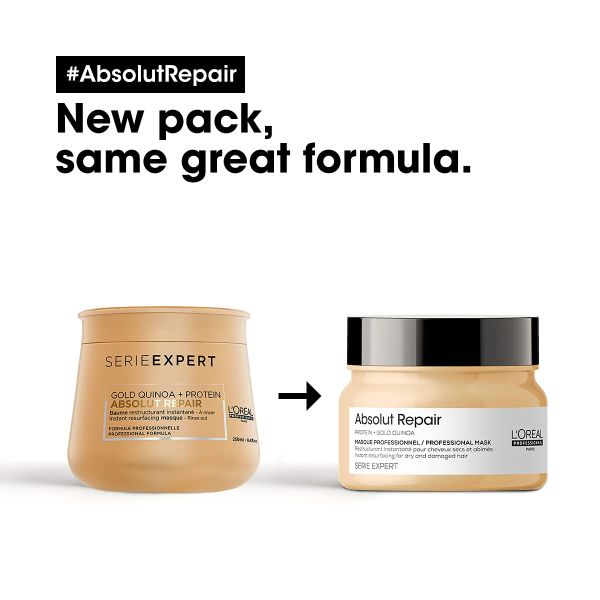 #AbsolutRepair
New pack,
same great formula.
SERIEEXPERT
GOLD QUINOA + PROTEIN
ABSOLUT REPAIR
Baume restructurant instantané - À rincer
Instant resurfacing masque - Rinse out
FORMULE PROFESSIONNELLE
PROFESSIONAL FORMULA
L'ORÉAL
PROFESSIONNEL
PARIS
Absolut Repair
PROTEIN + GOLD QUINOA
MASQUE PROFESSIONNEL / PROFESSIONAL MASK
Restructurant instantané pour cheveux secs et abîmés
Instant resurfacing for dry and damaged hair
SERIE EXPERT
L'ORÉAL
PROFESSIONNEL
PARIS